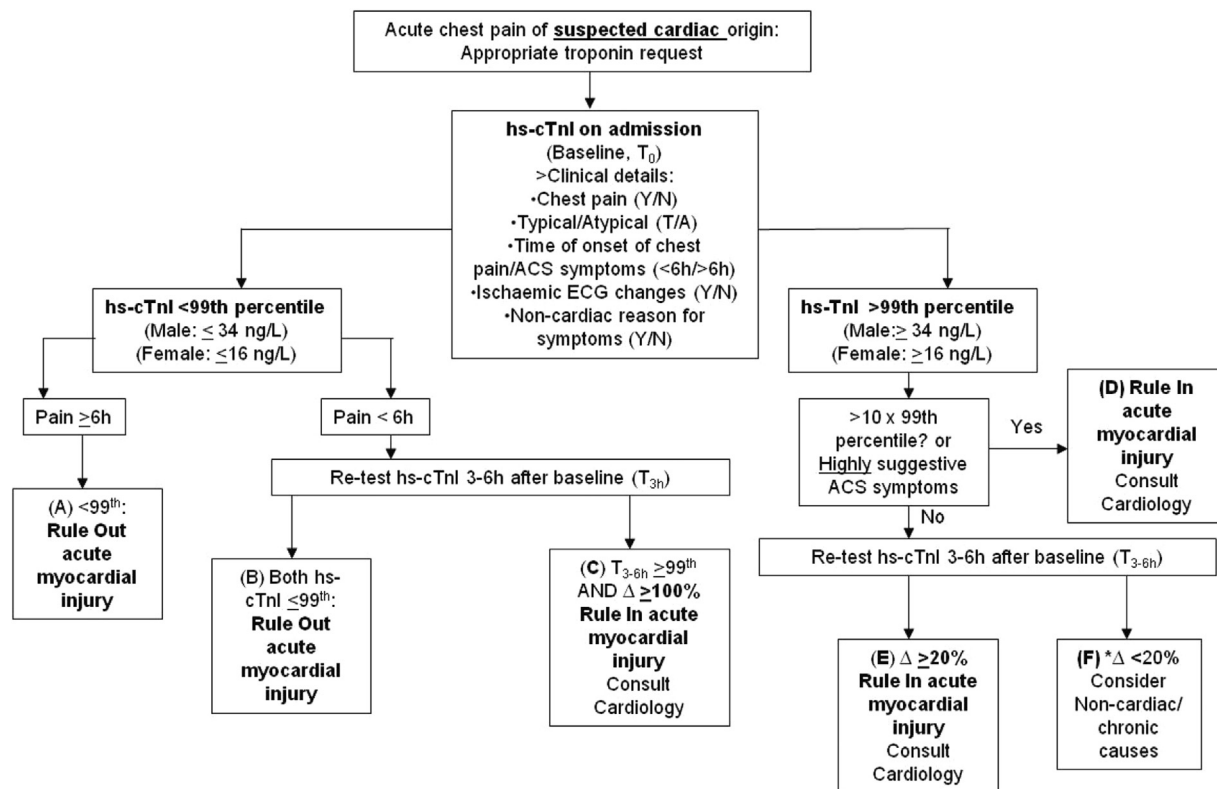 Acute chest pain of suspected cardiac origin:
Appropriate troponin request
hs-cTnI on admission
(Baseline, T₀)
>Clinical details:
•Chest pain (Y/N)
•Typical/Atypical (T/A)
•Time of onset of chest
pain/ACS symptoms (<6h/>6h)
•Ischaemic ECG changes (Y/N)
•Non-cardiac reason for
symptoms (Y/N)
hs-cTnI <99th percentile
(Male: ≤ 34 ng/L)
(Female: ≤16 ng/L)
Pain ≥6h
Pain < 6h
(A) <99ᵗʰ:
Rule Out
acute
myocardial
injury
Re-test hs-cTnI 3-6h after baseline (T₃ₕ)
(B) Both hs-
cTnI ≤99ᵗʰ:
Rule Out
acute
myocardial
injury
(C) T₃₋₆ₕ ≥99ᵗʰ
AND Δ ≥100%
Rule In acute
myocardial
injury
Consult
Cardiology
hs-TnI >99th percentile
(Male:≥ 34 ng/L)
(Female: ≥16 ng/L)
>10 x 99th
percentile? or
Highly suggestive
ACS symptoms
Yes
(D) Rule In
acute
myocardial
injury
Consult
Cardiology
No
Re-test hs-cTnI 3-6h after baseline (T₃₋₆ₕ)
(E) Δ ≥20%
Rule In acute
myocardial
injury
Consult
Cardiology
(F) *Δ <20%
Consider
Non-cardiac/
chronic
causes